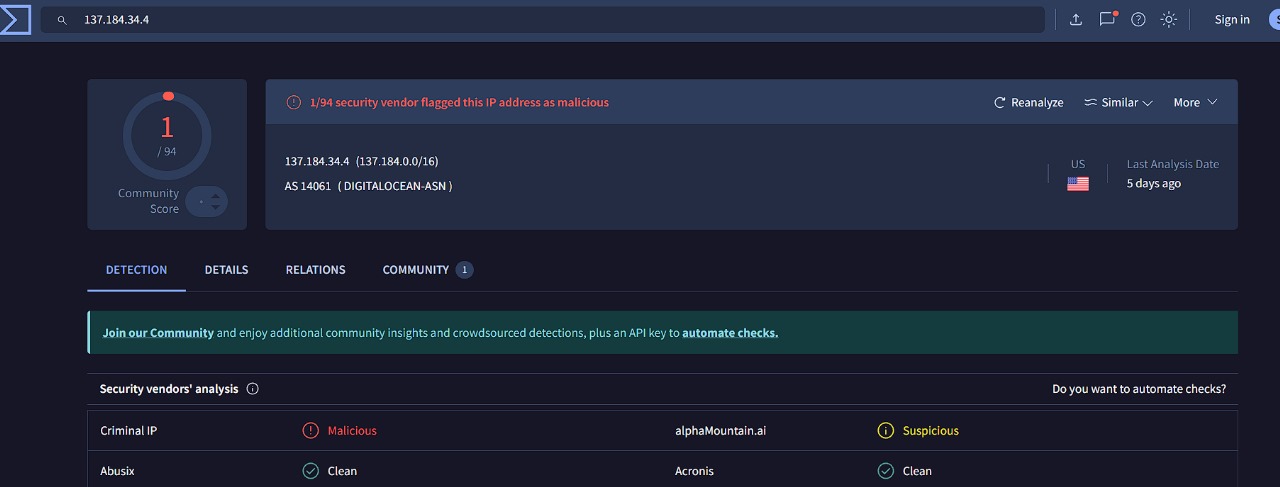 137.184.34.4
Sign in
1/94 security vendor flagged this IP address as malicious
Reanalyze
Similar
More
1
/ 94
Community
Score
137.184.34.4 (137.184.0.0/16)
AS 14061 ( DIGITALOCEAN-ASN )
US
Last Analysis Date
5 days ago
DETECTION
DETAILS
RELATIONS
COMMUNITY 1
Join our Community and enjoy additional community insights and crowdsourced detections, plus an API key to automate checks.
Security vendors' analysis
Do you want to automate checks?
Criminal IP
Malicious
alphaMountain.ai
Suspicious
Abusix
Clean
Acronis
Clean